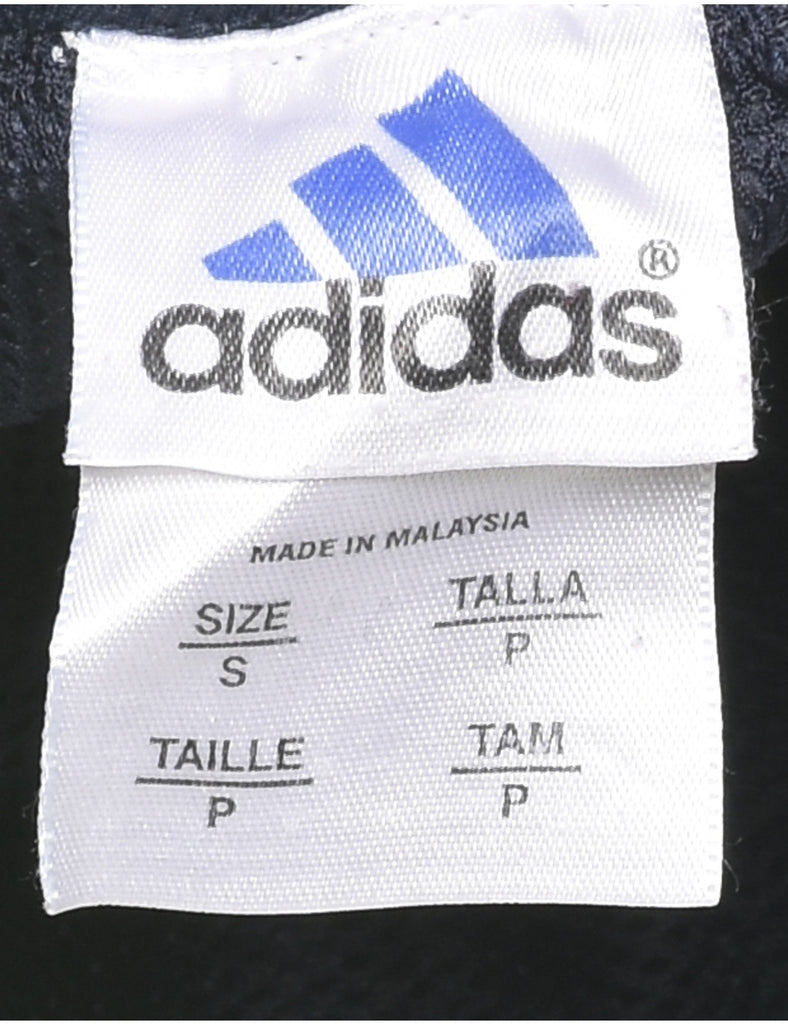 ®
adidas
MADE IN MALAYSIA
SIZE
S
TALLA
P
TAILLE
P
TAM
P